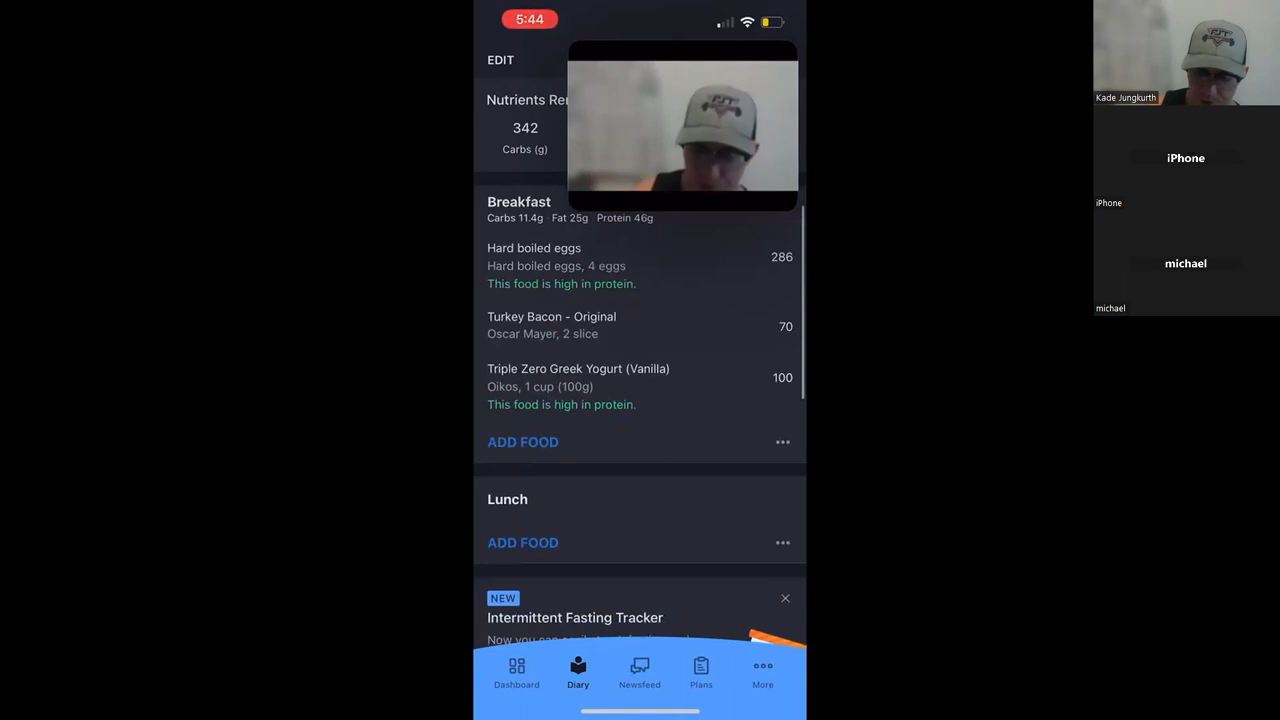 5:44
EDIT
Nutrients Re
342
Carbs (g)
Breakfast
Carbs 11.4g · Fat 25g · Protein 46g
Hard boiled eggs
286
Hard boiled eggs, 4 eggs
This food is high in protein.
Turkey Bacon - Original
70
Oscar Mayer, 2 slice
Triple Zero Greek Yogurt (Vanilla)
100
Oikos, 1 cup (100g)
This food is high in protein.
ADD FOOD
Lunch
ADD FOOD
NEW
Intermittent Fasting Tracker
Dashboard
Diary
Newsfeed
Plans
More
Kade Jungkurth
iPhone
iPhone
michael
michael